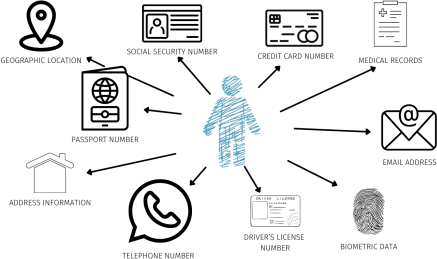 SOCIAL SECURITY NUMBER
CREDIT CARD NUMBER
GEOGRAPHIC LOCATION
MEDICAL RECORDS
PASSPORT NUMBER
@
EMAIL ADDRESS
ADDRESS INFORMATION
DRIVER LICENSE
DRIVER'S LICENSE
NUMBER
BIOMETRIC DATA
TELEPHONE NUMBER